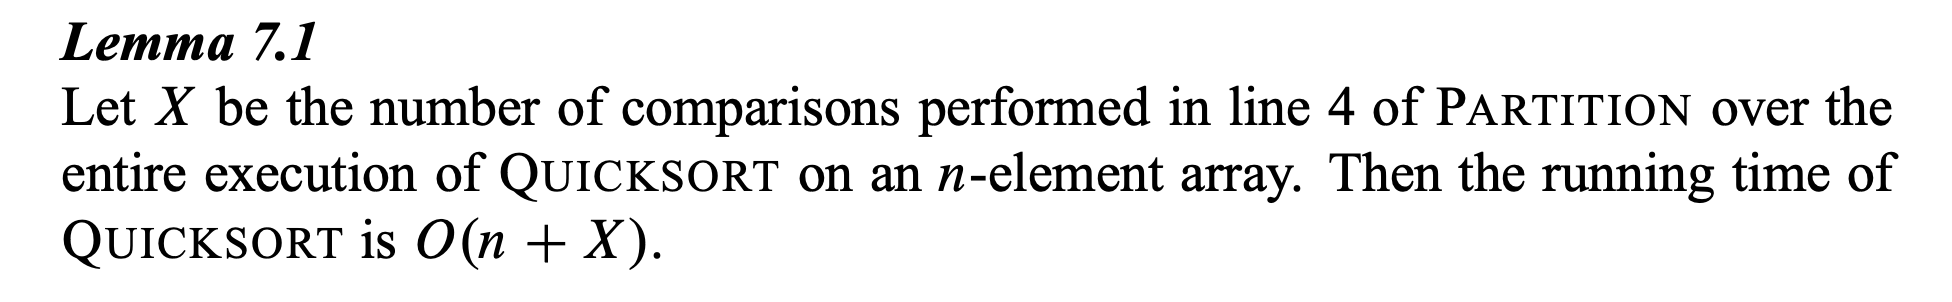 Lemma 7.1
Let X be the number of comparisons performed in line 4 of PARTITION over the
entire execution of QUICKSORT on an n-element array. Then the running time of
QUICKSORT is O(n + X).